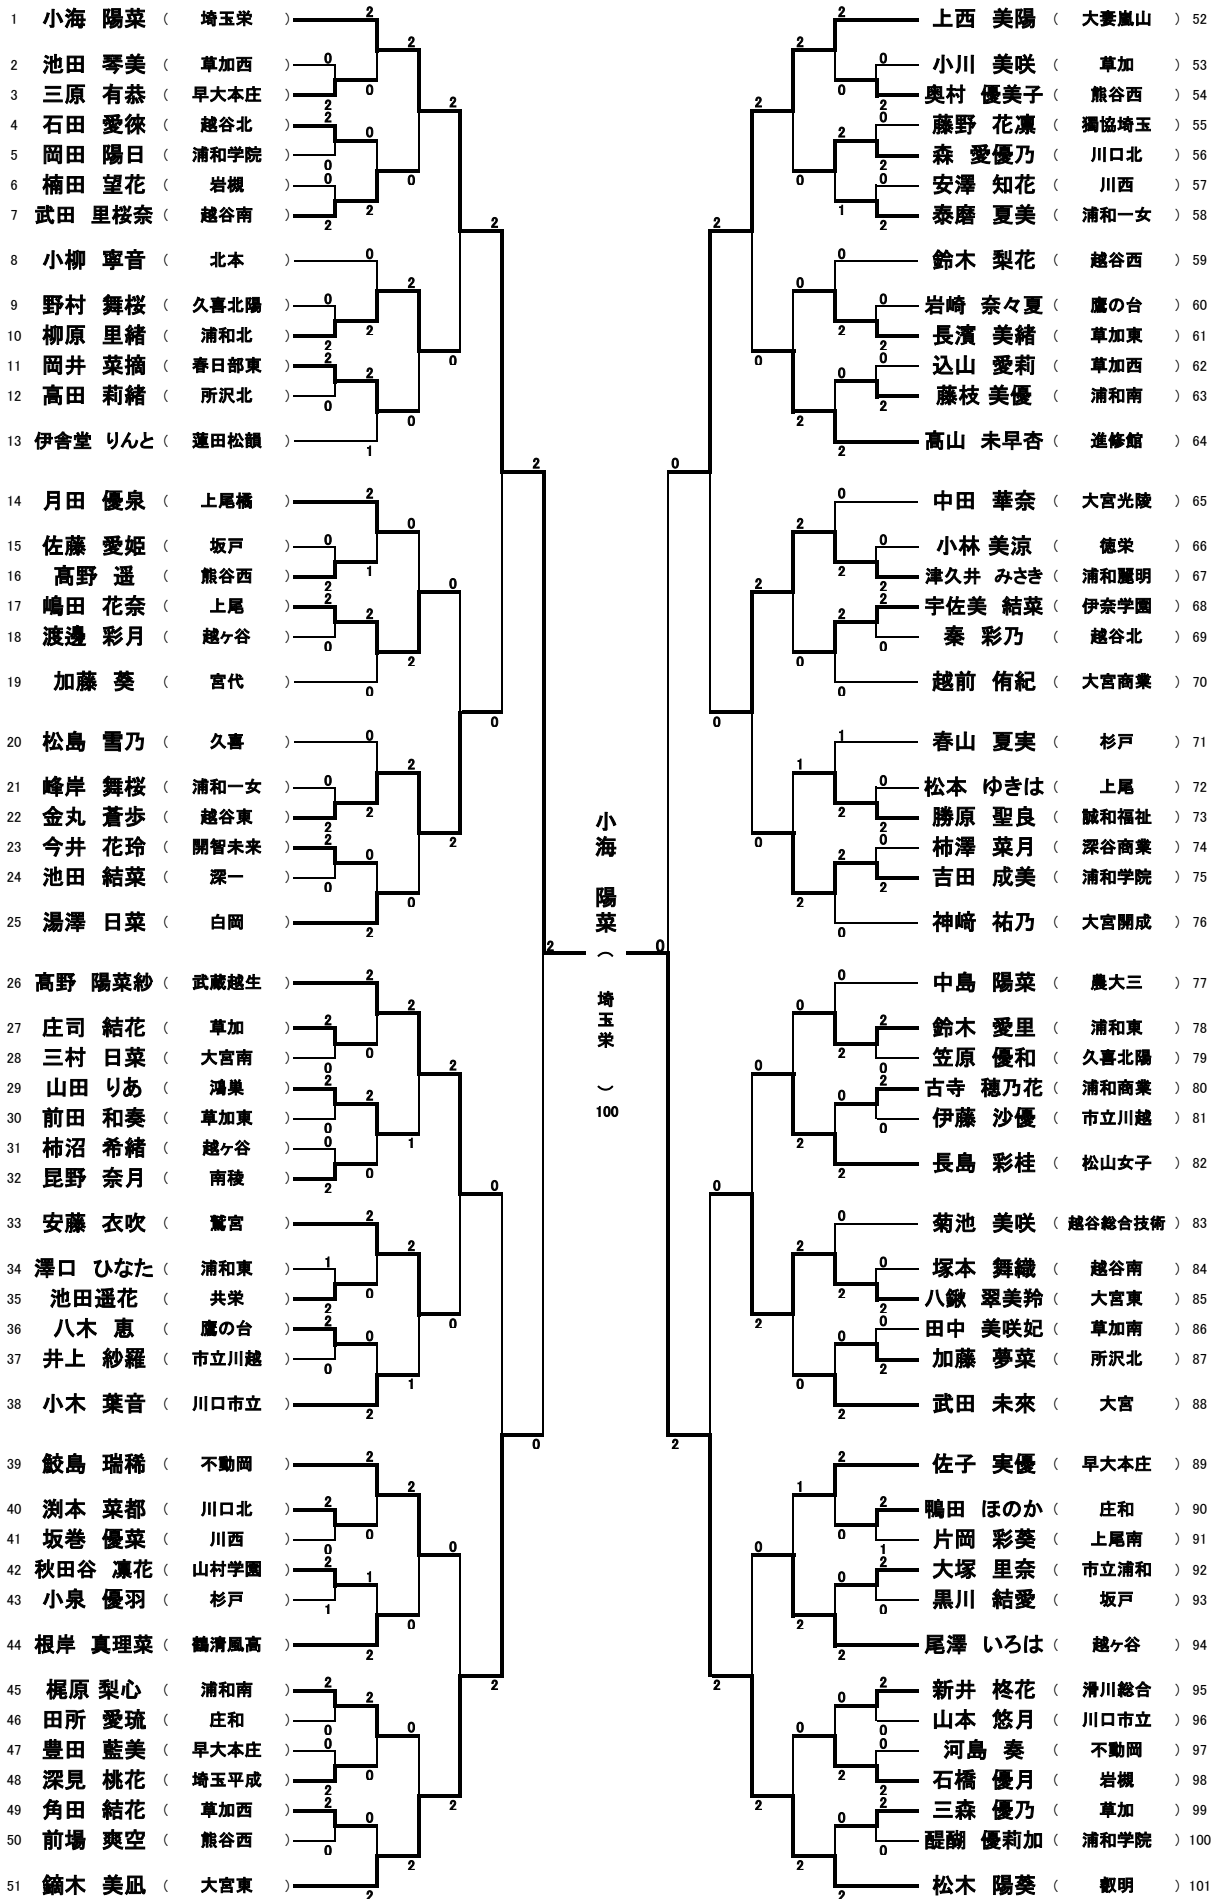 1 小海 陽菜 ( 埼玉栄 )
2 池田 琴美 ( 草加西 )
3 三原 有恭 ( 早大本庄 )
4 石田 愛徠 ( 越谷北 )
5 岡田 陽日 ( 浦和学院 )
6 楠田 望花 ( 岩槻 )
7 武田 里桜奈 ( 越谷南 )
8 小柳 寧音 ( 北本 )
9 野村 舞桜 ( 久喜北陽 )
10 柳原 里緒 ( 浦和北 )
11 岡井 菜摘 ( 春日部東 )
12 高田 莉緒 ( 所沢北 )
13 伊舎堂 りんと ( 蓮田松韻 )
14 月田 優泉 ( 上尾橘 )
15 佐藤 愛姫 ( 坂戸 )
16 高野 遥 ( 熊谷西 )
17 嶋田 花奈 ( 上尾 )
18 渡邊 彩月 ( 越ヶ谷 )
19 加藤 葵 ( 宮代 )
20 松島 雪乃 ( 久喜 )
21 峰岸 舞桜 ( 浦和一女 )
22 金丸 蒼歩 ( 越谷東 )
23 今井 花玲 ( 開智未来 )
24 池田 結菜 ( 深一 )
25 湯澤 日菜 ( 白岡 )
26 高野 陽菜紗 ( 武蔵越生 )
27 庄司 結花 ( 草加 )
28 三村 日菜 ( 大宮南 )
29 山田 りあ ( 鴻巣 )
30 前田 和奏 ( 草加東 )
31 柿沼 希緒 ( 越ヶ谷 )
32 昆野 奈月 ( 南稜 )
33 安藤 衣吹 ( 鷲宮 )
34 澤口 ひなた ( 浦和東 )
35 池田遥花 ( 共栄 )
36 八木 恵 ( 鷹の台 )
37 井上 紗羅 ( 市立川越 )
38 小木 葉音 ( 川口市立 )
39 鮫島 瑞稀 ( 不動岡 )
40 渕本 菜都 ( 川口北 )
41 坂巻 優菜 ( 川西 )
42 秋田谷 凛花 ( 山村学園 )
43 小泉 優羽 ( 杉戸 )
44 根岸 真理菜 ( 鶴清風高 )
45 梶原 梨心 ( 浦和南 )
46 田所 愛琉 ( 庄和 )
47 豊田 藍美 ( 早大本庄 )
48 深見 桃花 ( 埼玉平成 )
49 角田 結花 ( 草加西 )
50 前場 爽空 ( 熊谷西 )
51 鏑木 美凪 ( 大宮東 )
小海 陽菜 ( 埼玉栄 ) 100
上西 美陽 ( 大妻嵐山 ) 52
小川 美咲 ( 草加 ) 53
奥村 優美子 ( 熊谷西 ) 54
藤野 花凛 ( 獨協埼玉 ) 55
森 愛優乃 ( 川口北 ) 56
安澤 知花 ( 川西 ) 57
泰磨 夏美 ( 浦和一女 ) 58
鈴木 梨花 ( 越谷西 ) 59
岩崎 奈々夏 ( 鷹の台 ) 60
長濱 美緒 ( 草加東 ) 61
込山 愛莉 ( 草加西 ) 62
藤枝 美優 ( 浦和南 ) 63
高山 未早杏 ( 進修館 ) 64
中田 華奈 ( 大宮光陵 ) 65
小林 美涼 ( 徳栄 ) 66
津久井 みさき ( 浦和麗明 ) 67
宇佐美 結菜 ( 伊奈学園 ) 68
秦 彩乃 ( 越谷北 ) 69
越前 侑紀 ( 大宮商業 ) 70
春山 夏実 ( 杉戸 ) 71
松本 ゆきは ( 上尾 ) 72
勝原 聖良 ( 誠和福祉 ) 73
柿澤 菜月 ( 深谷商業 ) 74
吉田 成美 ( 浦和学院 ) 75
神﨑 祐乃 ( 大宮開成 ) 76
中島 陽菜 ( 農大三 ) 77
鈴木 愛里 ( 浦和東 ) 78
笠原 優和 ( 久喜北陽 ) 79
古寺 穂乃花 ( 浦和商業 ) 80
伊藤 沙優 ( 市立川越 ) 81
長島 彩桂 ( 松山女子 ) 82
菊池 美咲 ( 越谷総合技術 ) 83
塚本 舞織 ( 越谷南 ) 84
八鍬 翠美羚 ( 大宮東 ) 85
田中 美咲妃 ( 草加南 ) 86
加藤 夢菜 ( 所沢北 ) 87
武田 未來 ( 大宮 ) 88
佐子 実優 ( 早大本庄 ) 89
鴨田 ほのか ( 庄和 ) 90
片岡 彩葵 ( 上尾南 ) 91
大塚 里奈 ( 市立浦和 ) 92
黒川 結愛 ( 坂戸 ) 93
尾澤 いろは ( 越ヶ谷 ) 94
新井 柊花 ( 滑川総合 ) 95
山本 悠月 ( 川口市立 ) 96
河島 奏 ( 不動岡 ) 97
石橋 優月 ( 岩槻 ) 98
三森 優乃 ( 草加 ) 99
醍醐 優莉加 ( 浦和学院 ) 100
松木 陽葵 ( 叡明 ) 101